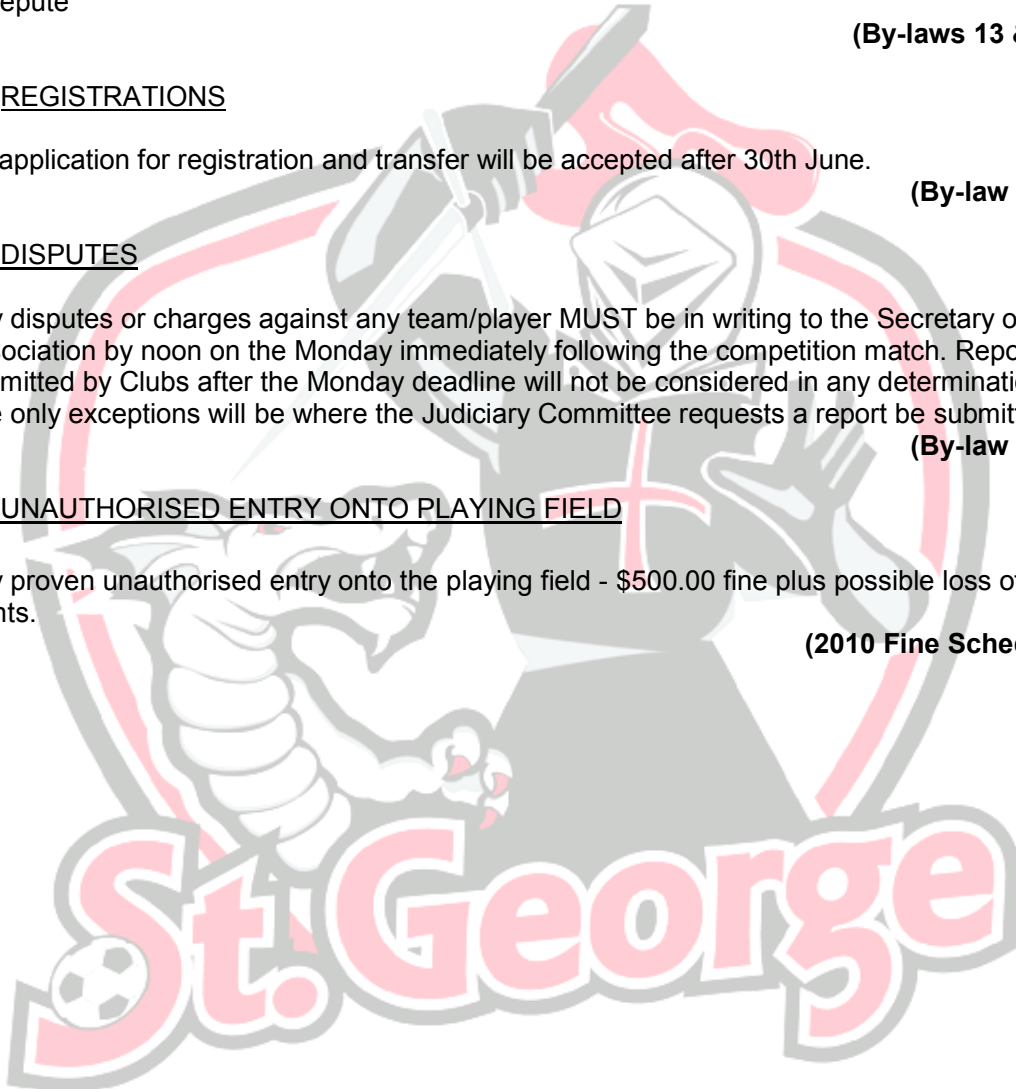 epute
(By-laws 13 &
REGISTRATIONS
application for registration and transfer will be accepted after 30th June.
(By-law
DISPUTES
y disputes or charges against any team/player MUST be in writing to the Secretary o
sociation by noon on the Monday immediately following the competition match. Repo
mitted by Clubs after the Monday deadline will not be considered in any determinati
e only exceptions will be where the Judiciary Committee requests a report be submit
(By-law
UNAUTHORISED ENTRY ONTO PLAYING FIELD
y proven unauthorised entry onto the playing field - $500.00 fine plus possible loss o
nts.
(2010 Fine Sche
St. George